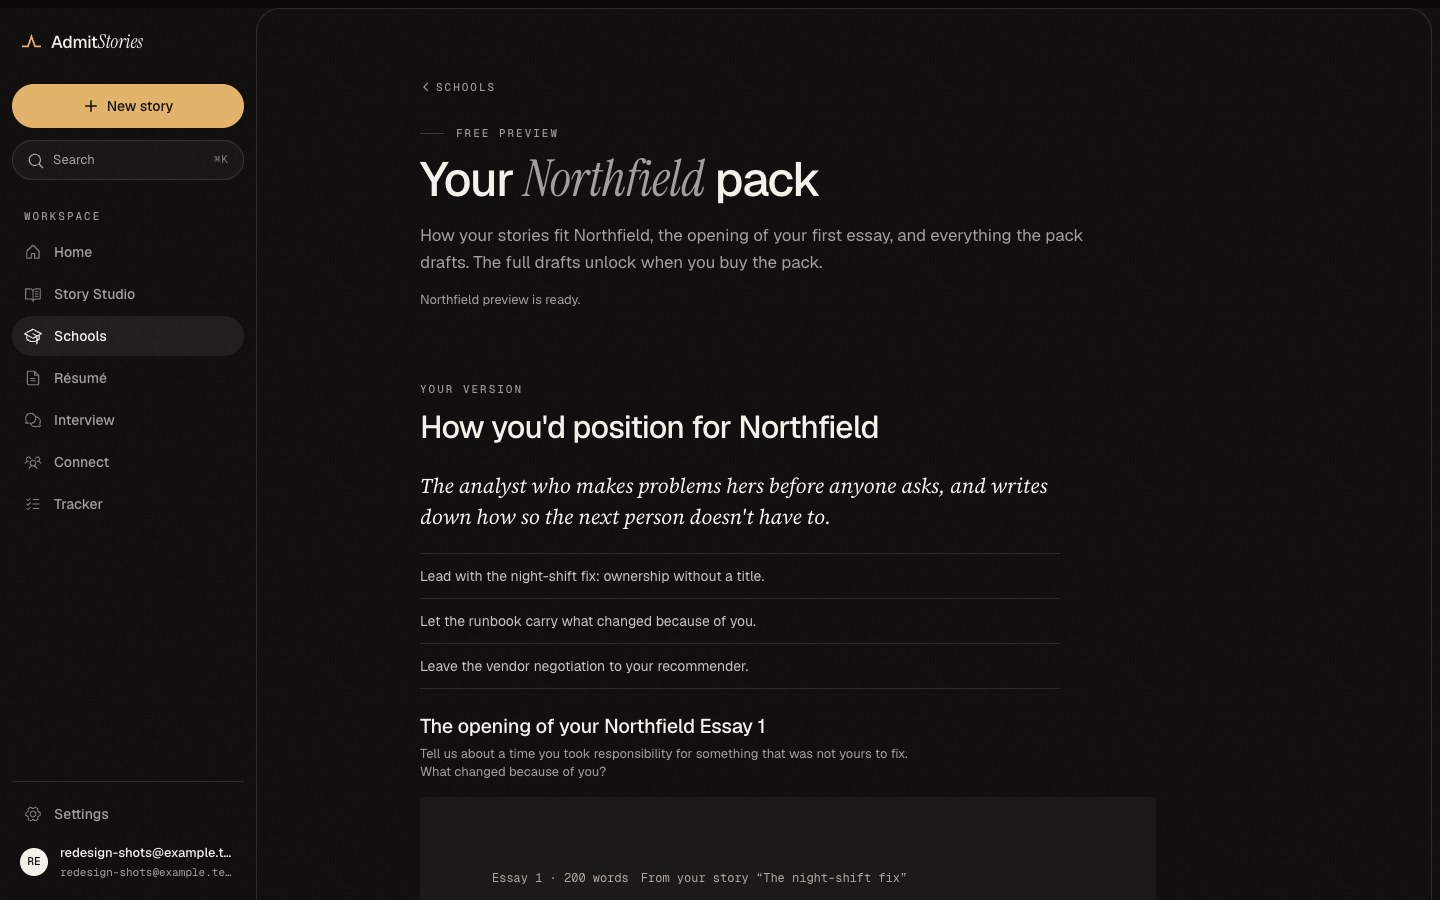 AdmitStories
New story
Search ⌘K
WORKSPACE
Home
Story Studio
Schools
Résumé
Interview
Connect
Tracker
Settings
RE
redesign-shots@example.t…
redesign-shots@example.te…
SCHOOLS
FREE PREVIEW
Your Northfield pack
How your stories fit Northfield, the opening of your first essay, and everything the pack
drafts. The full drafts unlock when you buy the pack.
Northfield preview is ready.
YOUR VERSION
How you'd position for Northfield
The analyst who makes problems hers before anyone asks, and writes
down how so the next person doesn't have to.
Lead with the night-shift fix: ownership without a title.
Let the runbook carry what changed because of you.
Leave the vendor negotiation to your recommender.
The opening of your Northfield Essay 1
Tell us about a time you took responsibility for something that was not yours to fix.
What changed because of you?
Essay 1 · 200 words From your story “The night-shift fix”